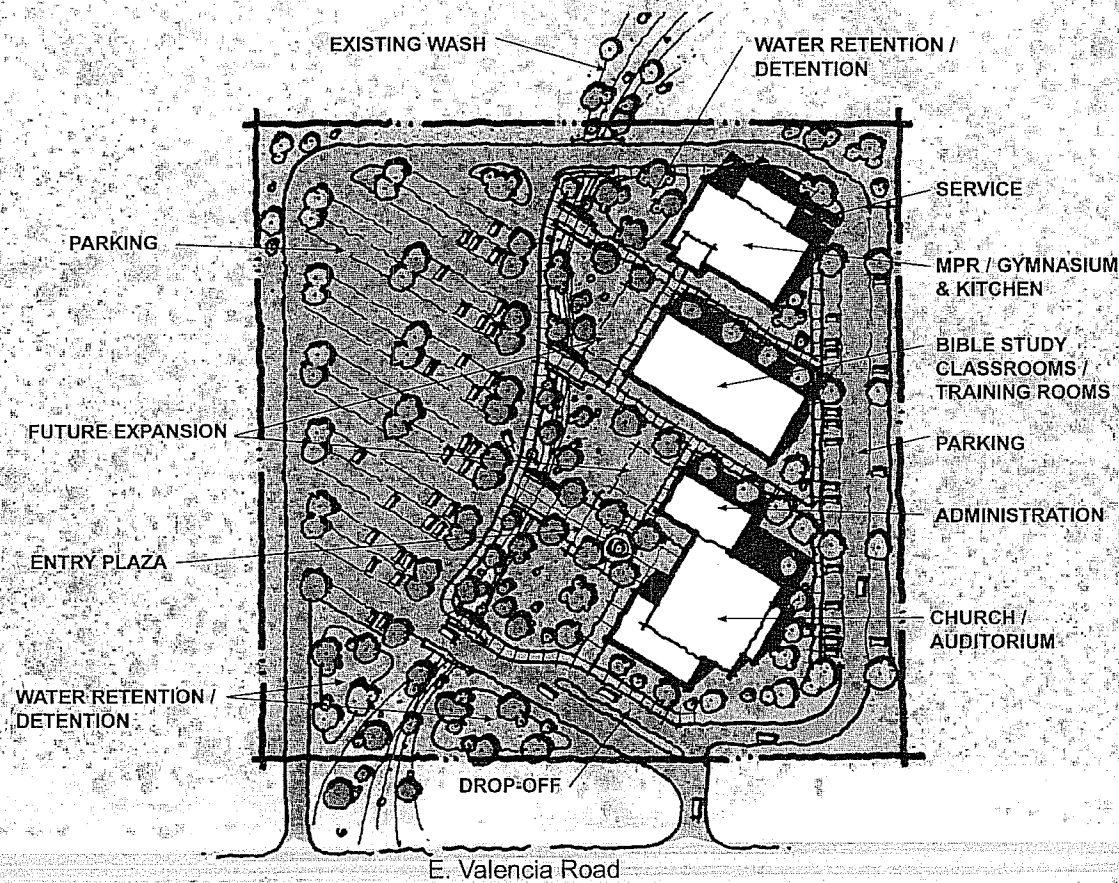 EXISTING WASH
WATER RETENTION /
DETENTION
SERVICE
PARKING
MPR / GYMNASIUM
& KITCHEN
BIBLE STUDY
CLASSROOMS /
TRAINING ROOMS
FUTURE EXPANSION
PARKING
ADMINISTRATION
ENTRY PLAZA
CHURCH /
AUDITORIUM
WATER RETENTION /
DETENTION
DROP-OFF
E. Valencia Road